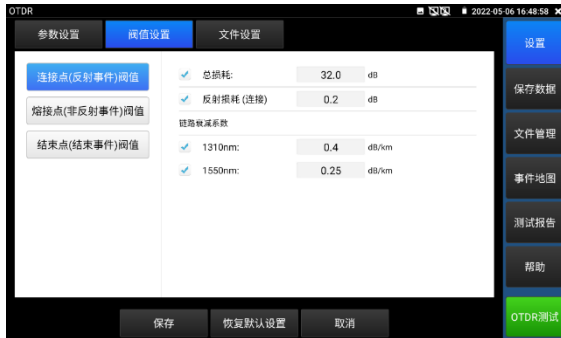 OTDR
2022-05-06 16:48:58
参数设置
阀值设置
文件设置
连接点(反射事件)阀值
熔接点(非反射事件)阀值
结束点(结束事件)阀值
总损耗: 32.0 dB
反射损耗 (连接) 0.2 dB
链路衰减系数
1310nm: 0.4 dB/km
1550nm: 0.25 dB/km
保存
恢复默认设置
取消
设置
保存数据
文件管理
事件地图
测试报告
帮助
OTDR测试